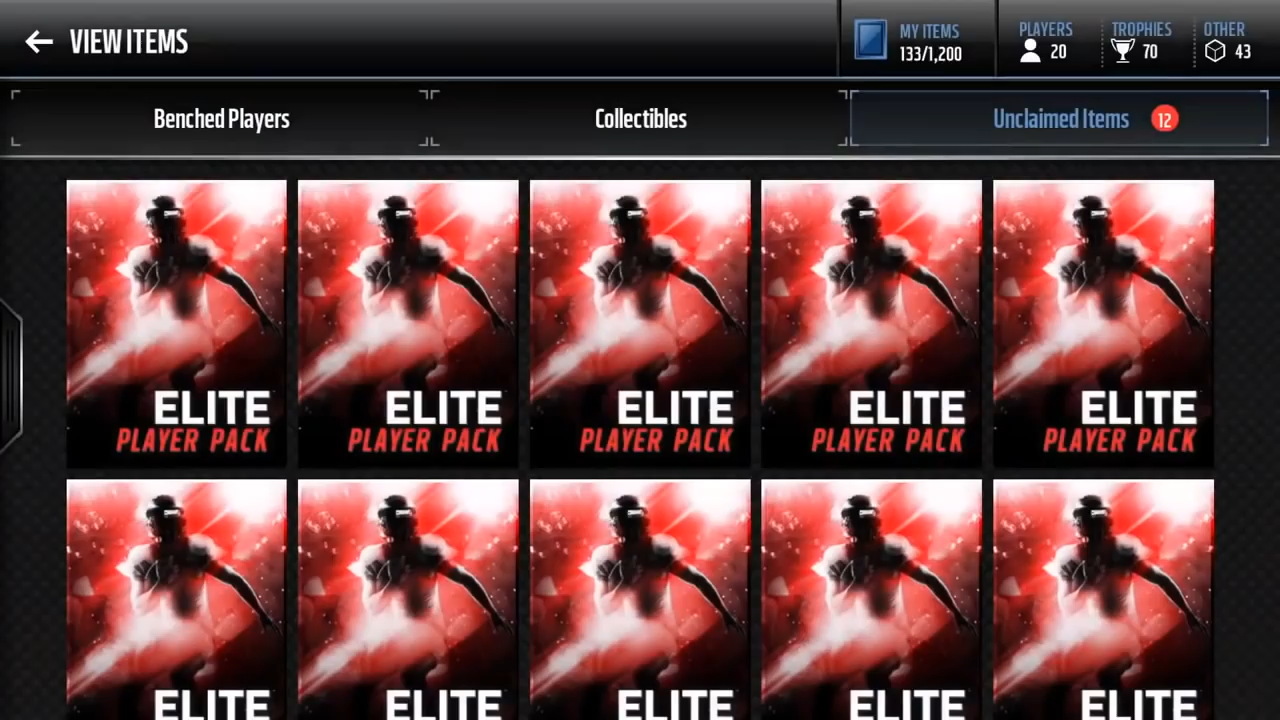 VIEW ITEMS
MY ITEMS
133/1,200
PLAYERS
20
TROPHIES
70
OTHER
43
Benched Players
Collectibles
Unclaimed Items 12
ELITE
PLAYER PACK
ELITE
PLAYER PACK
ELITE
PLAYER PACK
ELITE
PLAYER PACK
ELITE
PLAYER PACK
ELITE
ELITE
ELITE
ELITE
ELITE